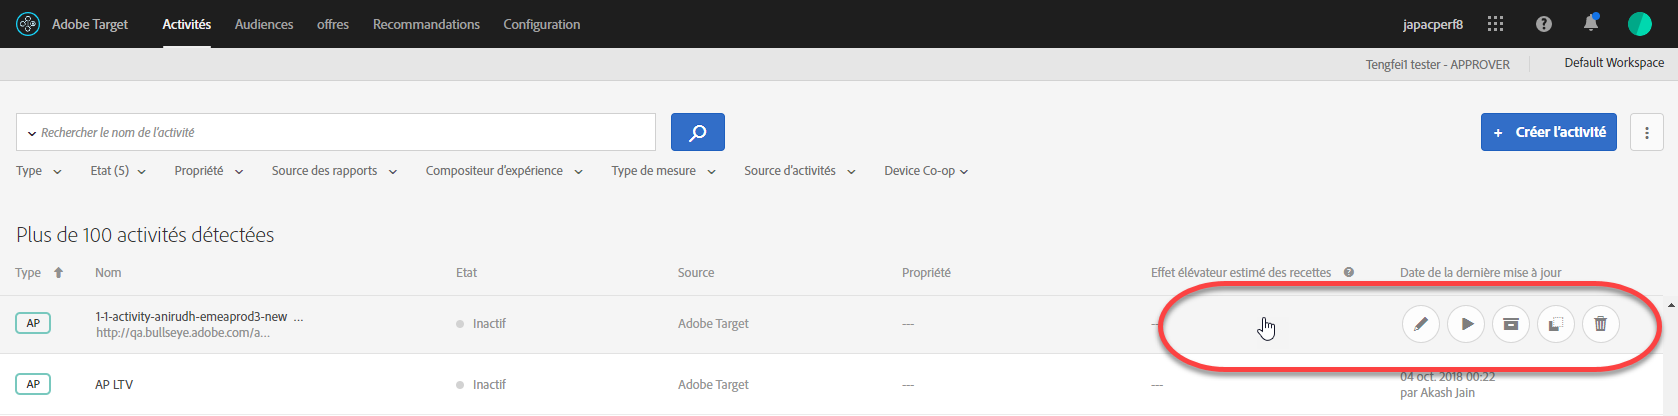 Adobe Target Activités Audiences offres Recommandations Configuration japacperf8
Tengfei1 tester - APPROVER Default Workspace
Rechercher le nom de l'activité + Créer l'activité
Type Etat (5) Propriété Source des rapports Compositeur d'expérience Type de mesure Source d'activités Device Co-op
Plus de 100 activités détectées
Type Nom Etat Source Propriété Effet élévateur estimé des recettes Date de la dernière mise à jour
AP 1-1-activity-anirudh-emeaprod3-new ... Inactif Adobe Target --- ---
http://qa.bullseye.adobe.com/a...
AP AP LTV Inactif Adobe Target --- --- 04 oct. 2018 00:22
par Akash Jain